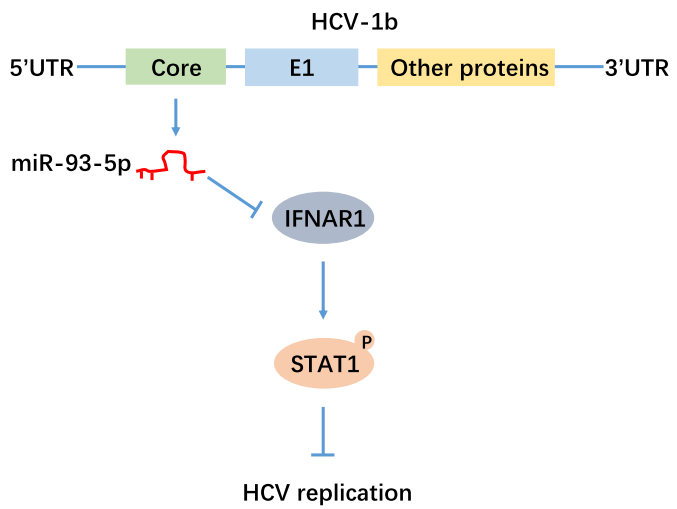 HCV-1b
5’UTR Core E1 Other proteins 3’UTR
miR-93-5p
IFNAR1
P
STAT1
HCV replication